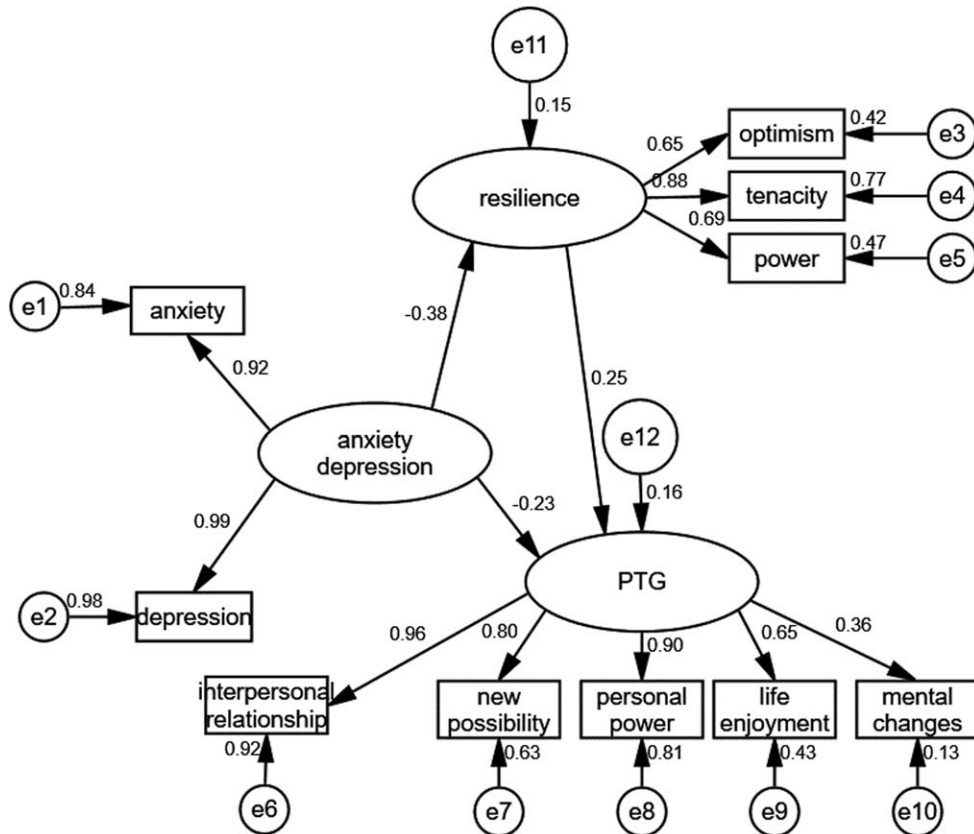 e11
0.15
optimism
0.42
e3
0.65
resilience
0.88
tenacity
0.77
e4
0.69
power
0.47
e5
e1
0.84
anxiety
-0.38
0.92
0.25
e12
anxiety
depression
0.16
-0.23
0.99
PTG
e2
0.98
depression
0.96
0.80
0.90
0.65
0.36
interpersonal
relationship
new
possibility
personal
power
life
enjoyment
mental
changes
0.92
0.63
0.81
0.43
0.13
e6
e7
e8
e9
e10